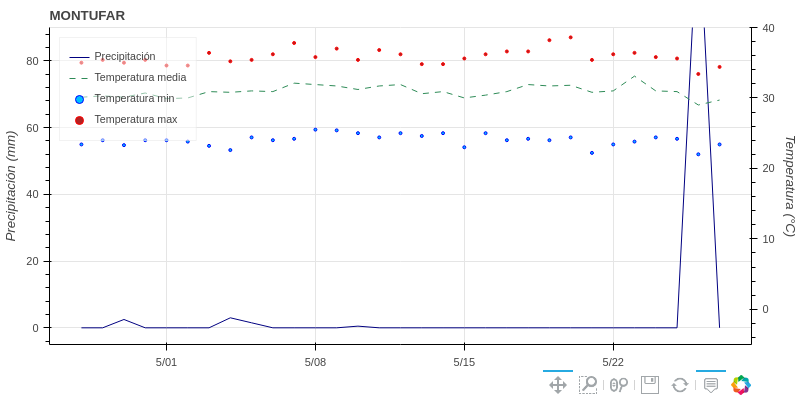 MONTUFAR
Precipitación
Temperatura media
Temperatura min
Temperatura max
Precipitación (mm)
80
60
40
20
0
Temperatura (°C)
40
30
20
10
0
5/01
5/08
5/15
5/22